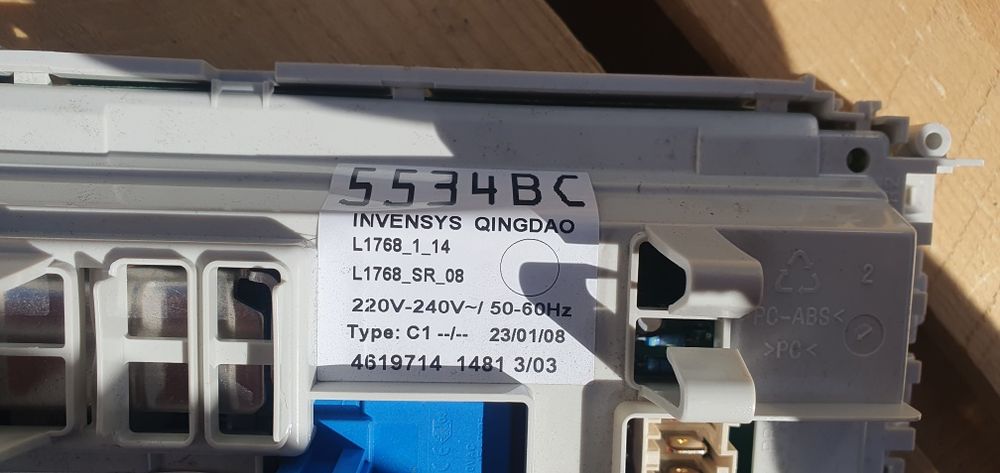 5534BC
INVENSYS QINGDAO
L1768_1_14
L1768_SR_08
220V-240V~/ 50-60Hz
Type: C1 --/-- 23/01/08
4619714 1481 3/03
2
PC-ABS<
>PC<